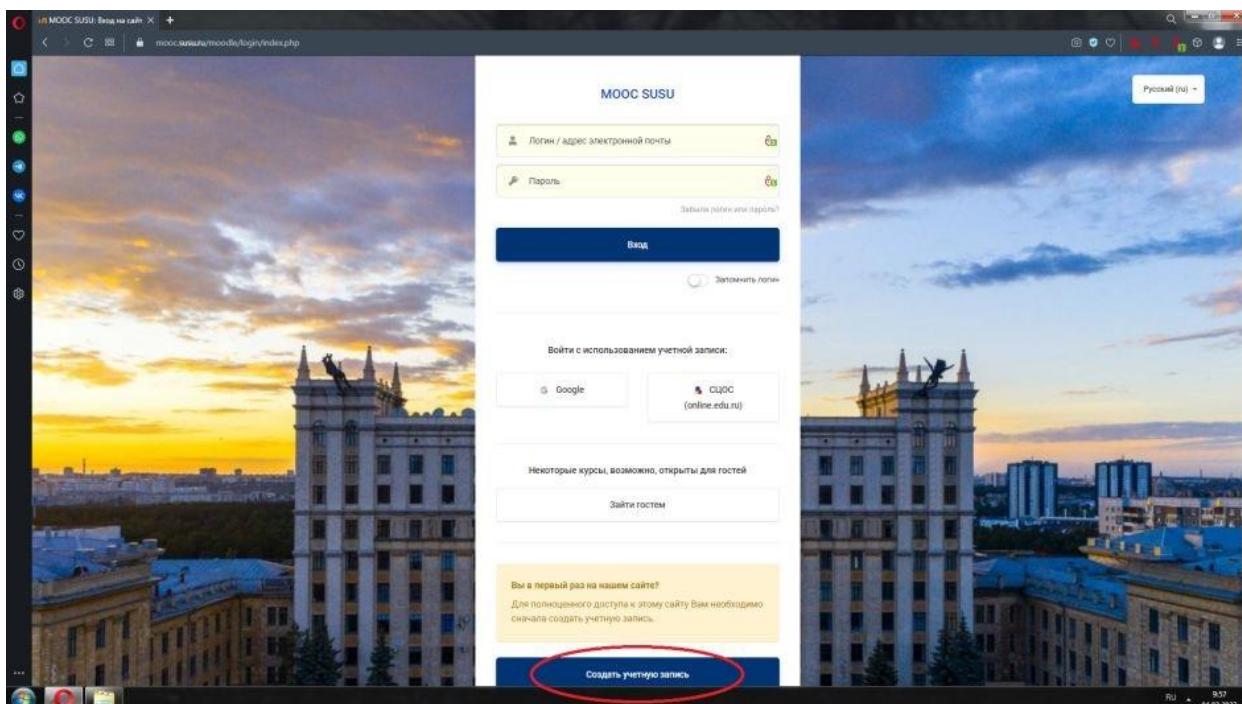 MOOC SUSU: Вход на сайт
mooc.susu.ru/moodle/login/index.php
MOOC SUSU
Русский (ru)
Логин / адрес электронной почты
Пароль
Забыли логин или пароль?
Вход
Запомнить логин
Войти с использованием учетной записи:
Google
СЦОС
(online.edu.ru)
Некоторые курсы, возможно, открыты для гостей
Зайти гостем
Вы в первый раз на нашем сайте?
Для полноценного доступа к этому сайту Вам необходимо
сначала создать учетную запись.
Создать учетную запись
RU
9:57